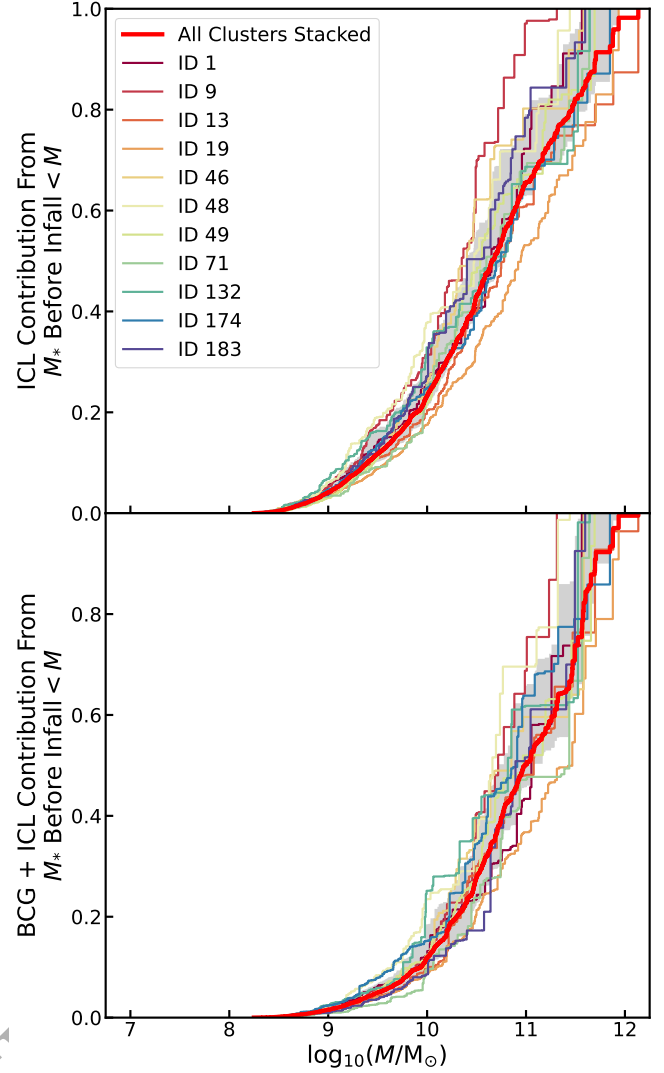 1.0
0.8
0.6
0.4
0.2
0.0
ICL Contribution From
M* Before Infall < M
All Clusters Stacked
ID 1
ID 9
ID 13
ID 19
ID 46
ID 48
ID 49
ID 71
ID 132
ID 174
ID 183
0.8
0.6
0.4
0.2
0.0
BCG + ICL Contribution From
M* Before Infall < M
7 8 9 10 11 12
log₁₀(M/M☉)